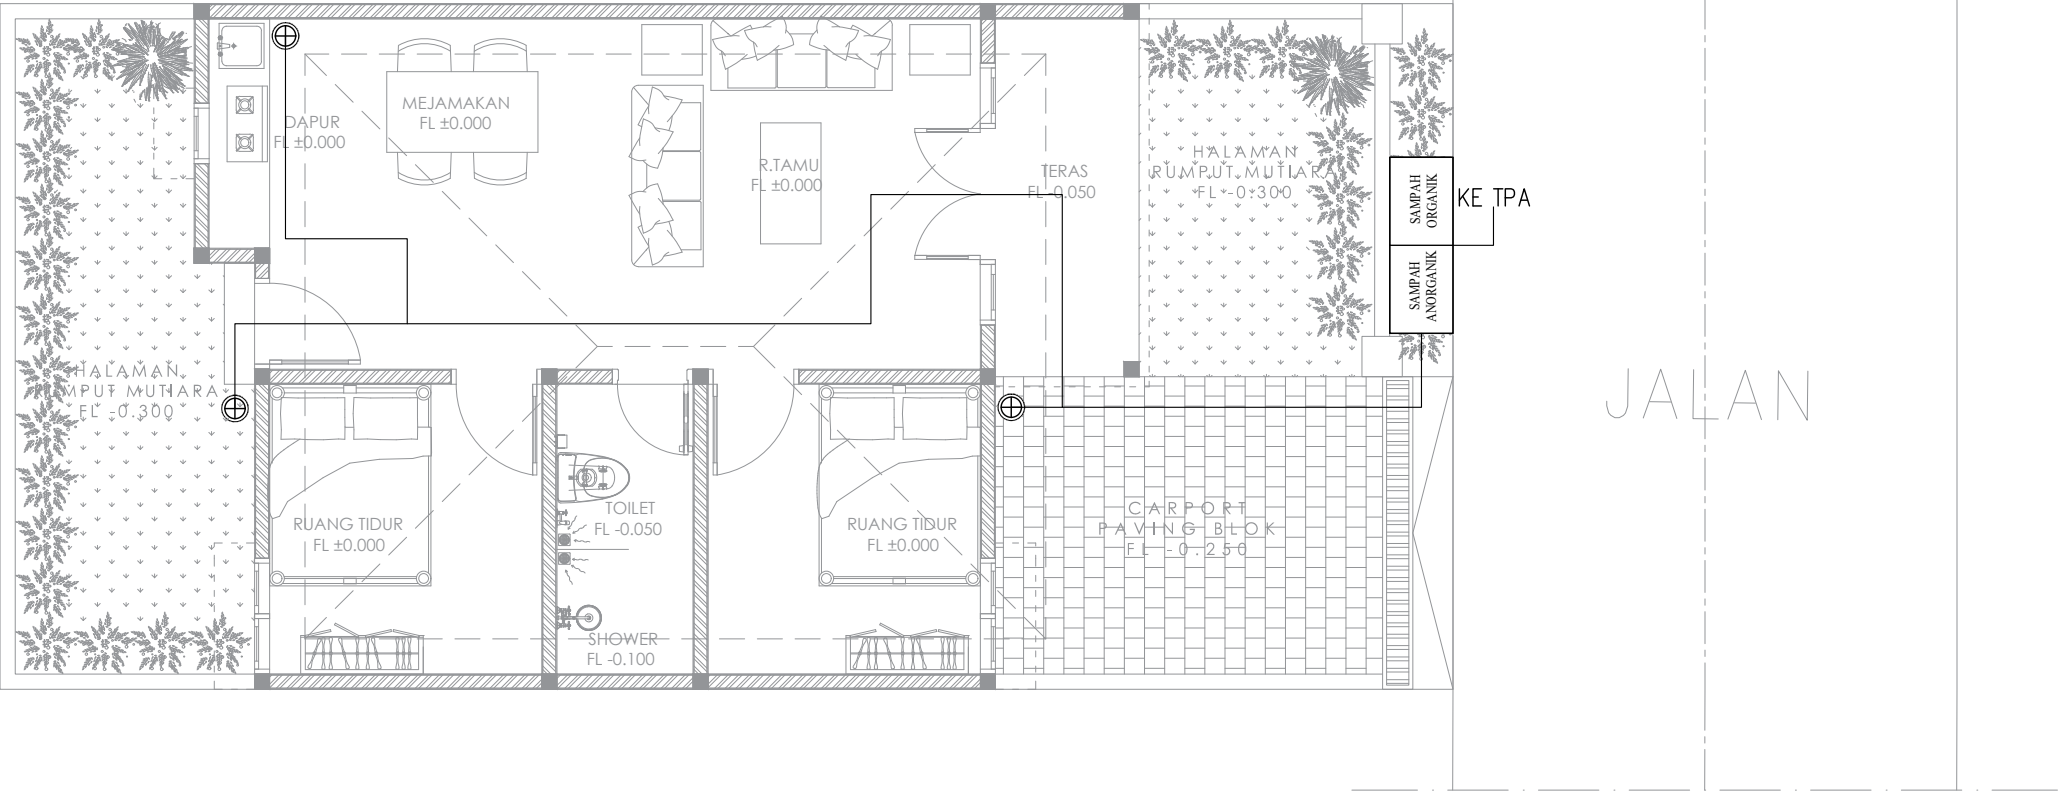 DAPUR
FL ±0.000
MEJAMAKAN
FL ±0.000
R.TAMU
FL ±0.000
TERAS
FL -0.050
HALAMAN
RUMPUT MUTIARA
FL -0.300
SAMPAH
ORGANIK
SAMPAH
ANORGANIK
KE TPA
HALAMAN
MPUT MUTIARA
FL -0.300
RUANG TIDUR
FL ±0.000
TOILET
FL -0.050
SHOWER
FL -0.100
RUANG TIDUR
FL ±0.000
CARPORT
PAVING BLOK
FL -0.250
JALAN